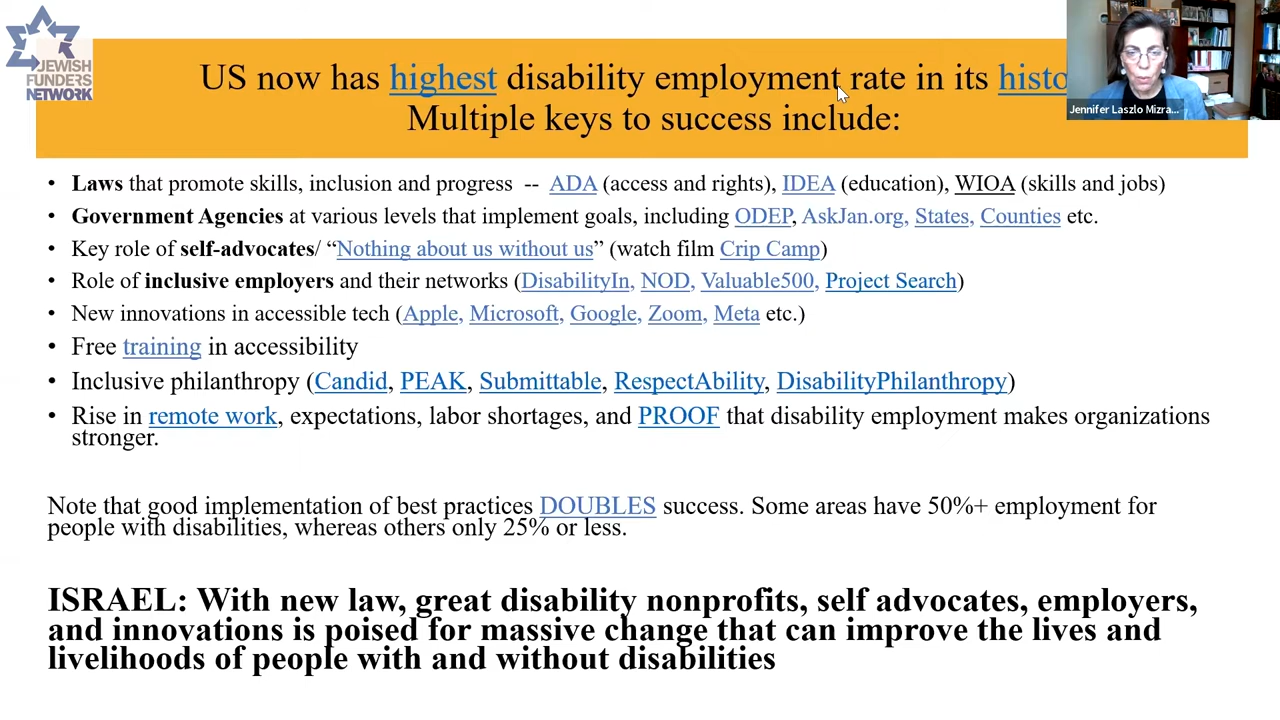 JEWISH
FUNDERS
NETWORK
US now has highest disability employment rate in its histo
Multiple keys to success include:
Jennifer Laszlo Mizra...
• Laws that promote skills, inclusion and progress -- ADA (access and rights), IDEA (education), WIOA (skills and jobs)
• Government Agencies at various levels that implement goals, including ODEP, AskJan.org, States, Counties etc.
• Key role of self-advocates/ “Nothing about us without us” (watch film Crip Camp)
• Role of inclusive employers and their networks (DisabilityIn, NOD, Valuable500, Project Search)
• New innovations in accessible tech (Apple, Microsoft, Google, Zoom, Meta etc.)
• Free training in accessibility
• Inclusive philanthropy (Candid, PEAK, Submittable, RespectAbility, DisabilityPhilanthropy)
• Rise in remote work, expectations, labor shortages, and PROOF that disability employment makes organizations
stronger.
Note that good implementation of best practices DOUBLES success. Some areas have 50%+ employment for
people with disabilities, whereas others only 25% or less.
ISRAEL: With new law, great disability nonprofits, self advocates, employers,
and innovations is poised for massive change that can improve the lives and
livelihoods of people with and without disabilities